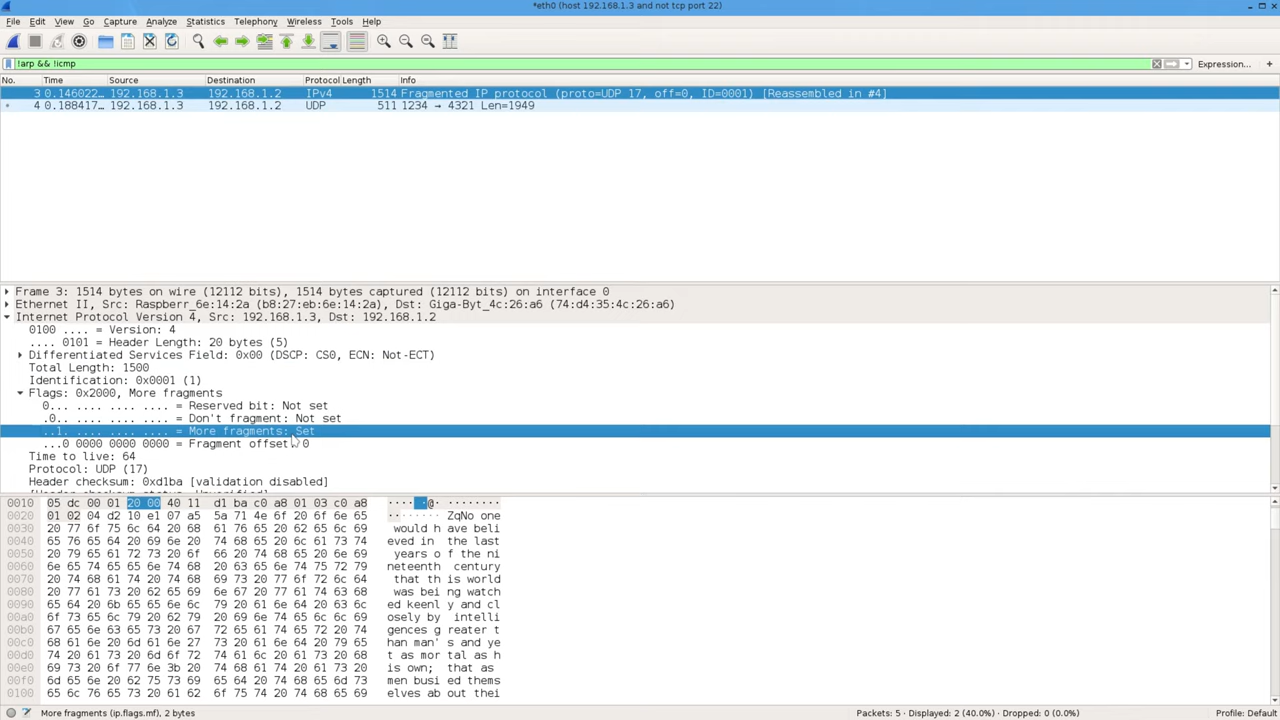 *eth0 (host 192.168.1.3 and not tcp port 22)
File Edit View Go Capture Analyze Statistics Telephony Wireless Tools Help
!arp && !icmp Expression... +
No. Time Source Destination Protocol Length Info
3 0.146022… 192.168.1.3 192.168.1.2 IPv4 1514 Fragmented IP protocol (proto=UDP 17, off=0, ID=0001) [Reassembled in #4]
4 0.188417… 192.168.1.3 192.168.1.2 UDP 511 1234 → 4321 Len=1949
Frame 3: 1514 bytes on wire (12112 bits), 1514 bytes captured (12112 bits) on interface 0
Ethernet II, Src: Raspberr_6e:14:2a (b8:27:eb:6e:14:2a), Dst: Giga-Byt_4c:26:a6 (74:d4:35:4c:26:a6)
Internet Protocol Version 4, Src: 192.168.1.3, Dst: 192.168.1.2
0100 .... = Version: 4
.... 0101 = Header Length: 20 bytes (5)
Differentiated Services Field: 0x00 (DSCP: CS0, ECN: Not-ECT)
Total Length: 1500
Identification: 0x0001 (1)
Flags: 0x2000, More fragments
0... .... .... .... = Reserved bit: Not set
.0.. .... .... .... = Don't fragment: Not set
..1. .... .... .... = More fragments: Set
...0 0000 0000 0000 = Fragment offset: 0
Time to live: 64
Protocol: UDP (17)
Header checksum: 0xd1ba [validation disabled]
[Header checksum status: Unverified]
0010 05 dc 00 01 20 00 40 11 d1 ba c0 a8 01 03 c0 a8 ···· ·@· ········
0020 01 02 04 d2 10 e1 07 a5 5a 71 4e 6f 20 6f 6e 65 ········ ZqNo one
0030 20 77 6f 75 6c 64 20 68 61 76 65 20 62 65 6c 69 would h ave beli
0040 65 76 65 64 20 69 6e 20 74 68 65 20 6c 61 73 74 eved in the last
0050 20 79 65 61 72 73 20 6f 66 20 74 68 65 20 6e 69 years o f the ni
0060 6e 65 74 65 65 6e 74 68 20 63 65 6e 74 75 72 79 neteenth century
0070 20 74 68 61 74 20 74 68 69 73 20 77 6f 72 6c 64 that th is world
0080 20 77 61 73 20 62 65 69 6e 67 20 77 61 74 63 68 was bei ng watch
0090 65 64 20 6b 65 65 6e 6c 79 20 61 6e 64 20 63 6c ed keenl y and cl
00a0 6f 73 65 6c 79 20 62 79 20 69 6e 74 65 6c 6c 69 osely by intelli
00b0 67 65 6e 63 65 73 20 67 72 65 61 74 65 72 20 74 gences g reater t
00c0 68 61 6e 20 6d 61 6e 27 73 20 61 6e 64 20 79 65 han man' s and ye
00d0 74 20 61 73 20 6d 6f 72 74 61 6c 20 61 73 20 68 t as mor tal as h
00e0 69 73 20 6f 77 6e 3b 20 74 68 61 74 20 61 73 20 is own; that as
00f0 6d 65 6e 20 62 75 73 69 65 64 20 74 68 65 6d 73 men busi ed thems
0100 65 6c 76 65 73 20 61 62 6f 75 74 20 74 68 65 69 elves ab out thei
More fragments (ip.flags.mf), 2 bytes Packets: 5 · Displayed: 2 (40.0%) · Dropped: 0 (0.0%) Profile: Default